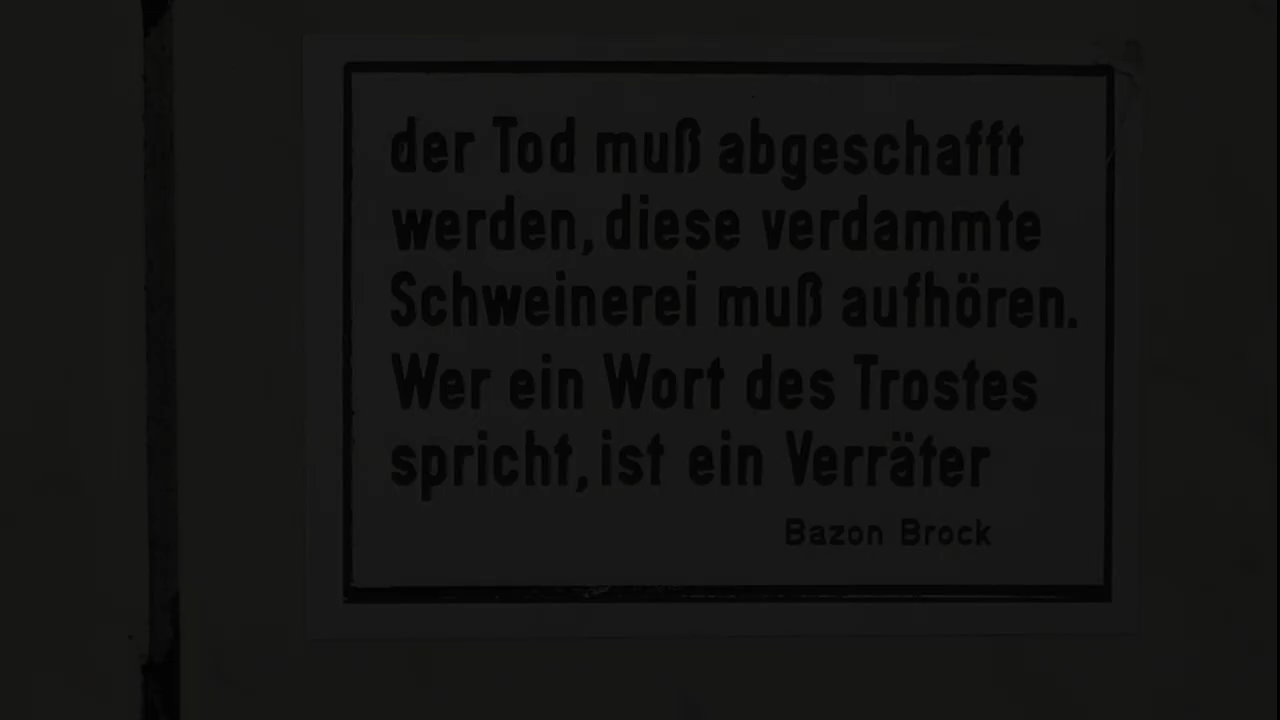 der Tod muß abgeschafft
werden, diese verdammte
Schweinerei muß aufhören.
Wer ein Wort des Trostes
spricht, ist ein Verräter
Bazon Brock